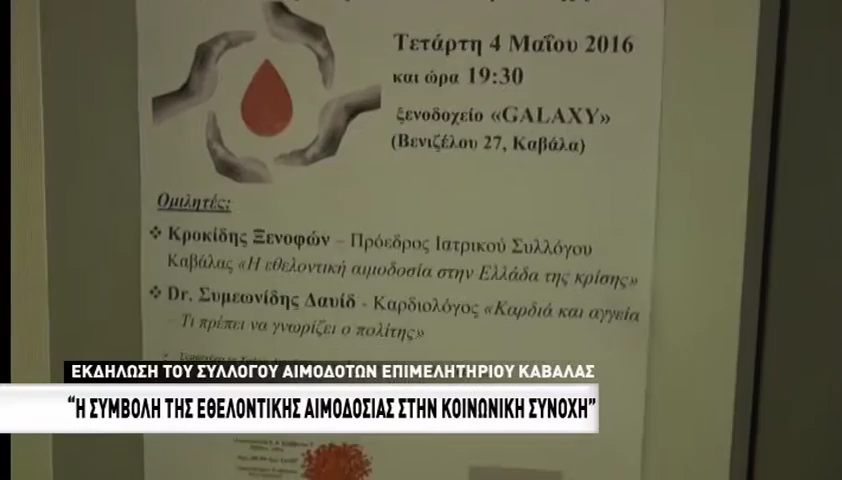 Τετάρτη 4 Μαΐου 2016
και ώρα 19:30
ξενοδοχείο «GALAXY»
(Βενιζέλου 27, Καβάλα)
Ομιλητές:
❖ Κροκίδης Ξενοφών – Πρόεδρος Ιατρικού Συλλόγου
Καβάλας «Η εθελοντική αιμοδοσία στην Ελλάδα της κρίσης»
❖ Dr. Συμεωνίδης Δαυίδ - Καρδιολόγος «Καρδιά και αγγεία
– Τι πρέπει να γνωρίζει ο πολίτης»
ΕΚΔΗΛΩΣΗ ΤΟΥ ΣΥΛΛΟΓΟΥ ΑΙΜΟΔΟΤΩΝ ΕΠΙΜΕΛΗΤΗΡΙΟΥ ΚΑΒΑΛΑΣ
“Η ΣΥΜΒΟΛΗ ΤΗΣ ΕΘΕΛΟΝΤΙΚΗΣ ΑΙΜΟΔΟΣΙΑΣ ΣΤΗΝ ΚΟΙΝΩΝΙΚΗ ΣΥΝΟΧΗ”